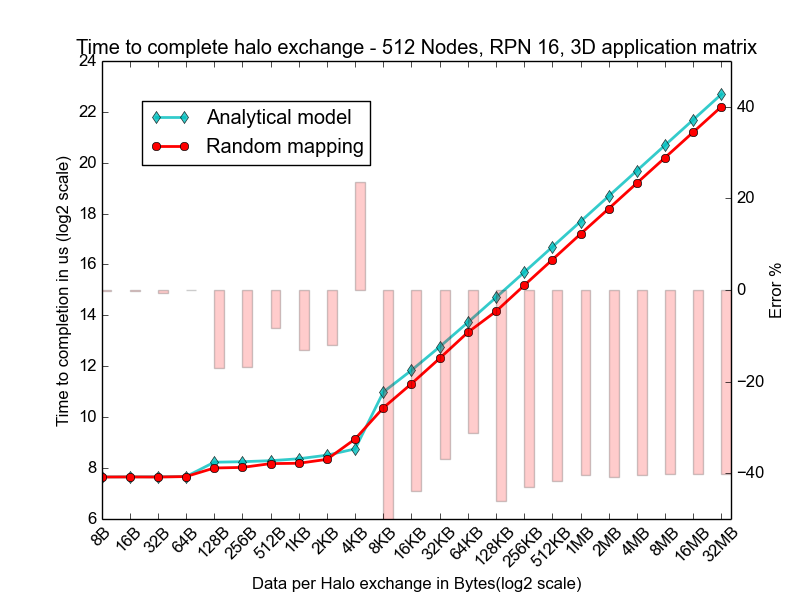 Time to complete halo exchange - 512 Nodes, RPN 16, 3D application matrix
24
22
20
18
16
14
12
10
8
6
Time to completion in us (log2 scale)
Analytical model
Random mapping
40
20
0
−20
−40
Error %
8B
16B
32B
64B
128B
256B
512B
1KB
2KB
4KB
8KB
16KB
32KB
64KB
128KB
256KB
512KB
1MB
2MB
4MB
8MB
16MB
32MB
Data per Halo exchange in Bytes(log2 scale)